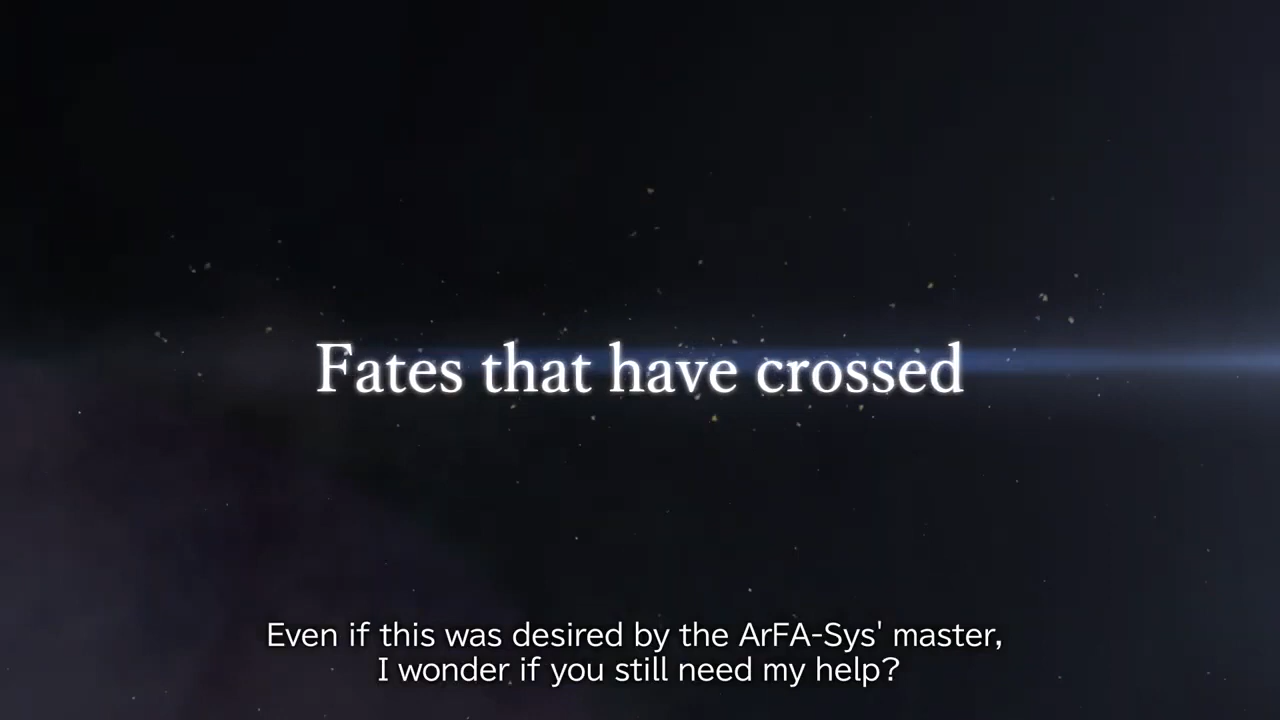 Fates that have crossed
Even if this was desired by the ArFA-Sys' master,
I wonder if you still need my help?